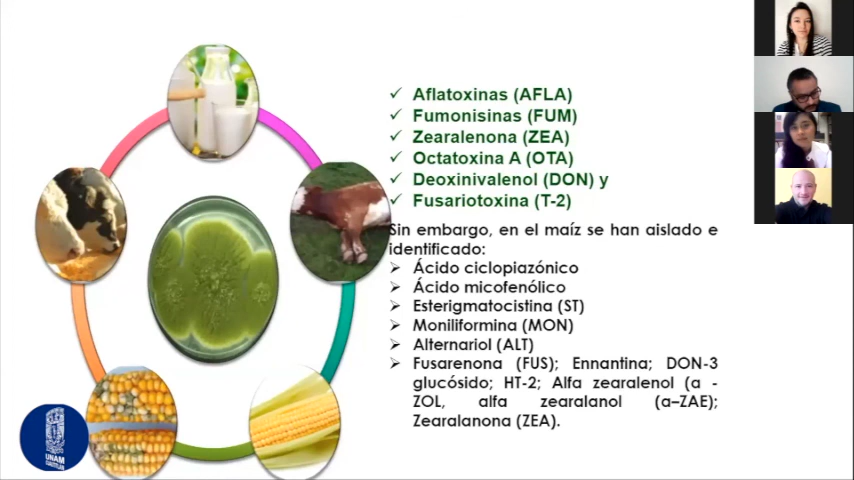 Aflatoxinas (AFLA)
Fumonisinas (FUM)
Zearalenona (ZEA)
Octatoxina A (OTA)
Deoxinivalenol (DON) y
Fusariotoxina (T-2)
Sin embargo, en el maíz se han aislado e
identificado:
Ácido ciclopiazónico
Ácido micofenólico
Esterigmatocistina (ST)
Moniliformina (MON)
Alternariol (ALT)
Fusarenona (FUS); Ennantina; DON-3
glucósido; HT-2; Alfa zearalenol (α -
ZOL, alfa zearalanol (α–ZAE);
Zearalanona (ZEA).
UNAM
CUAUTITLÁN